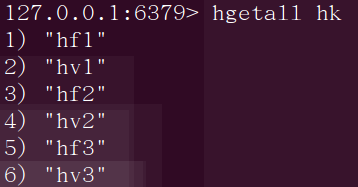 127.0.0.1:6379> hgetall hk
1) "hf1"
2) "hv1"
3) "hf2"
4) "hv2"
5) "hf3"
6) "hv3"